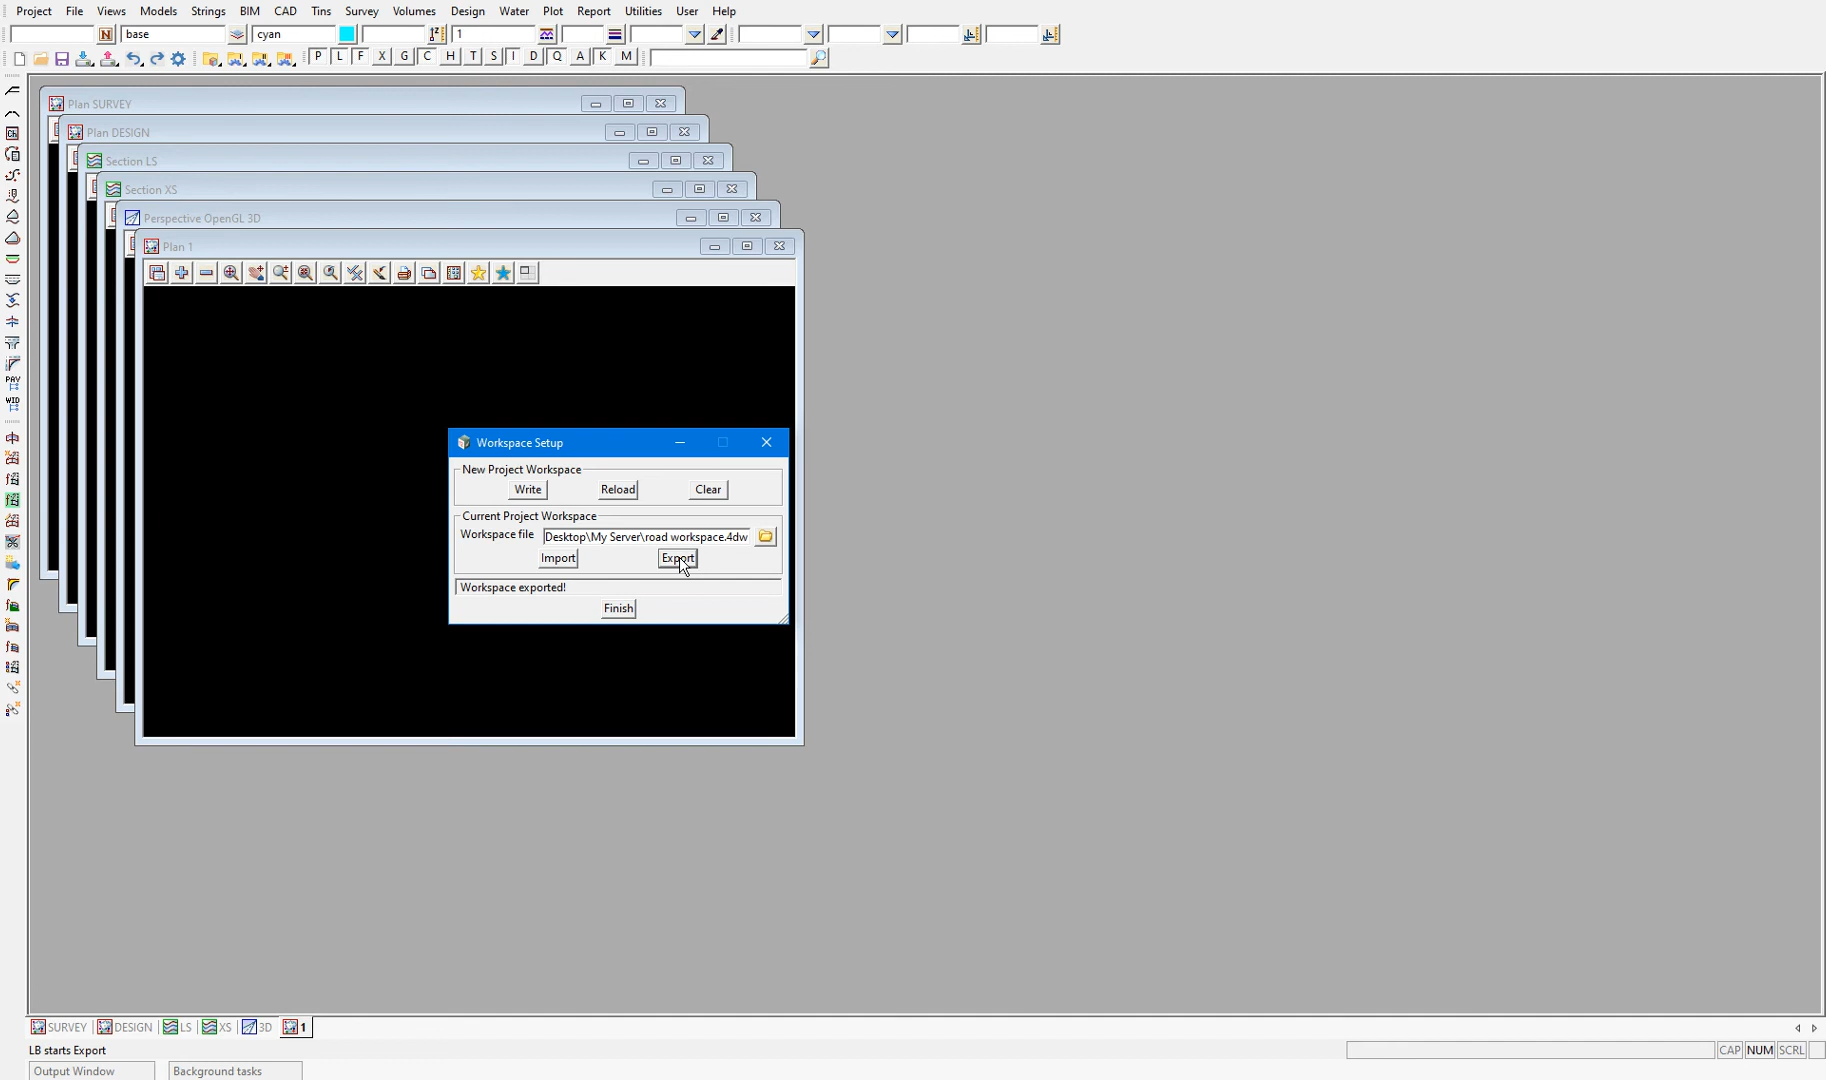 Project File Views Models Strings BIM CAD Tins Survey Volumes Design Water Plot Report Utilities User Help
N base cyan 1
P L F X G C H T S I D Q A K M
Plan SURVEY
Plan DESIGN
Section LS
Section XS
Perspective OpenGL 3D
Plan 1
Ch
PAV
WID
Workspace Setup
New Project Workspace
Write Reload Clear
Current Project Workspace
Workspace file Desktop\My Server\road workspace.4dw
Import Export
Workspace exported!
Finish
SURVEY DESIGN LS XS 3D 1
LB starts Export CAP NUM SCRL
Output Window Background tasks